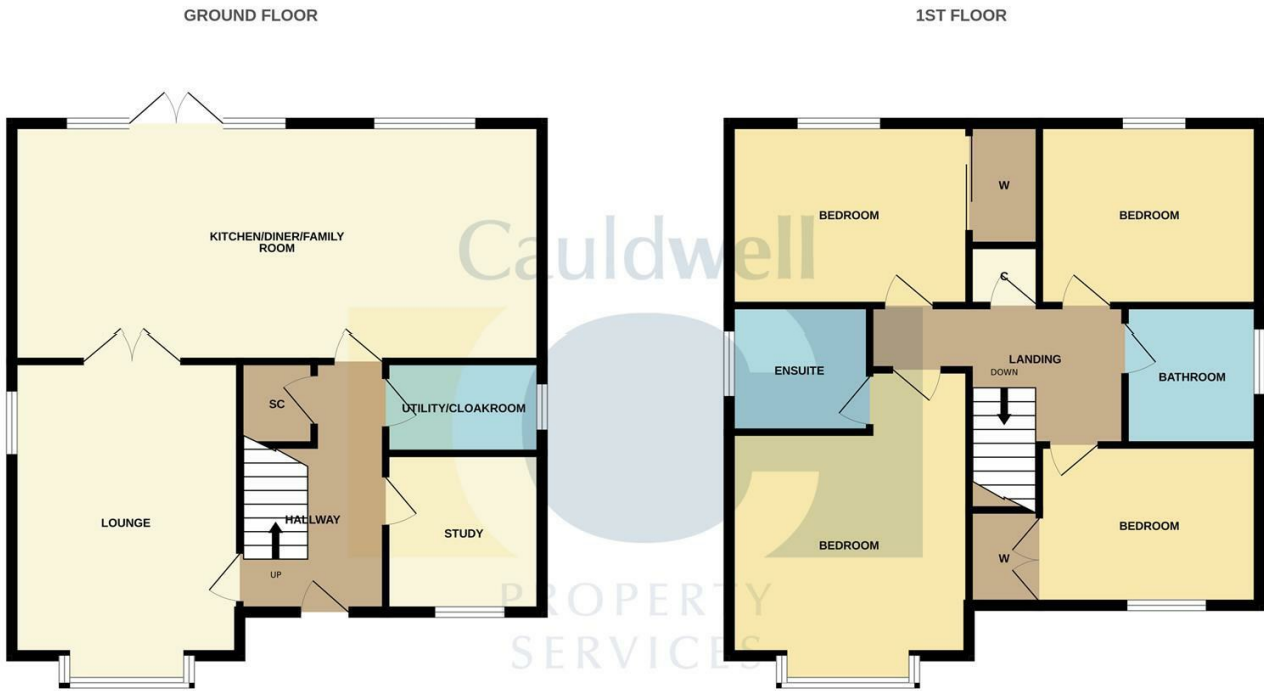 GROUND FLOOR
1ST FLOOR
KITCHEN/DINER/FAMILY
ROOM
SC
UTILITY/CLOAKROOM
LOUNGE
HALLWAY
STUDY
UP
BEDROOM
W
BEDROOM
C
ENSUITE
LANDING
DOWN
BATHROOM
BEDROOM
BEDROOM
W
Cauldwell
PROPERTY
SERVICES